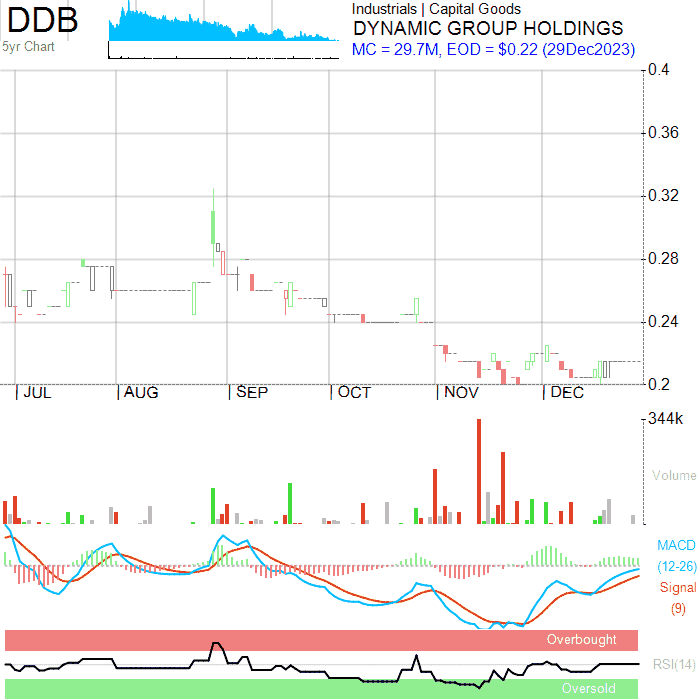 DDB
5yr Chart
Industrials | Capital Goods
DYNAMIC GROUP HOLDINGS
MC = 29.7M, EOD = $0.22 (29Dec2023)
0.4
0.36
0.32
0.28
0.24
0.2
|JUL |AUG |SEP |OCT |NOV |DEC
344k
Volume
MACD
(12-26)
Signal
(9)
Overbought
RSI(14)
Oversold